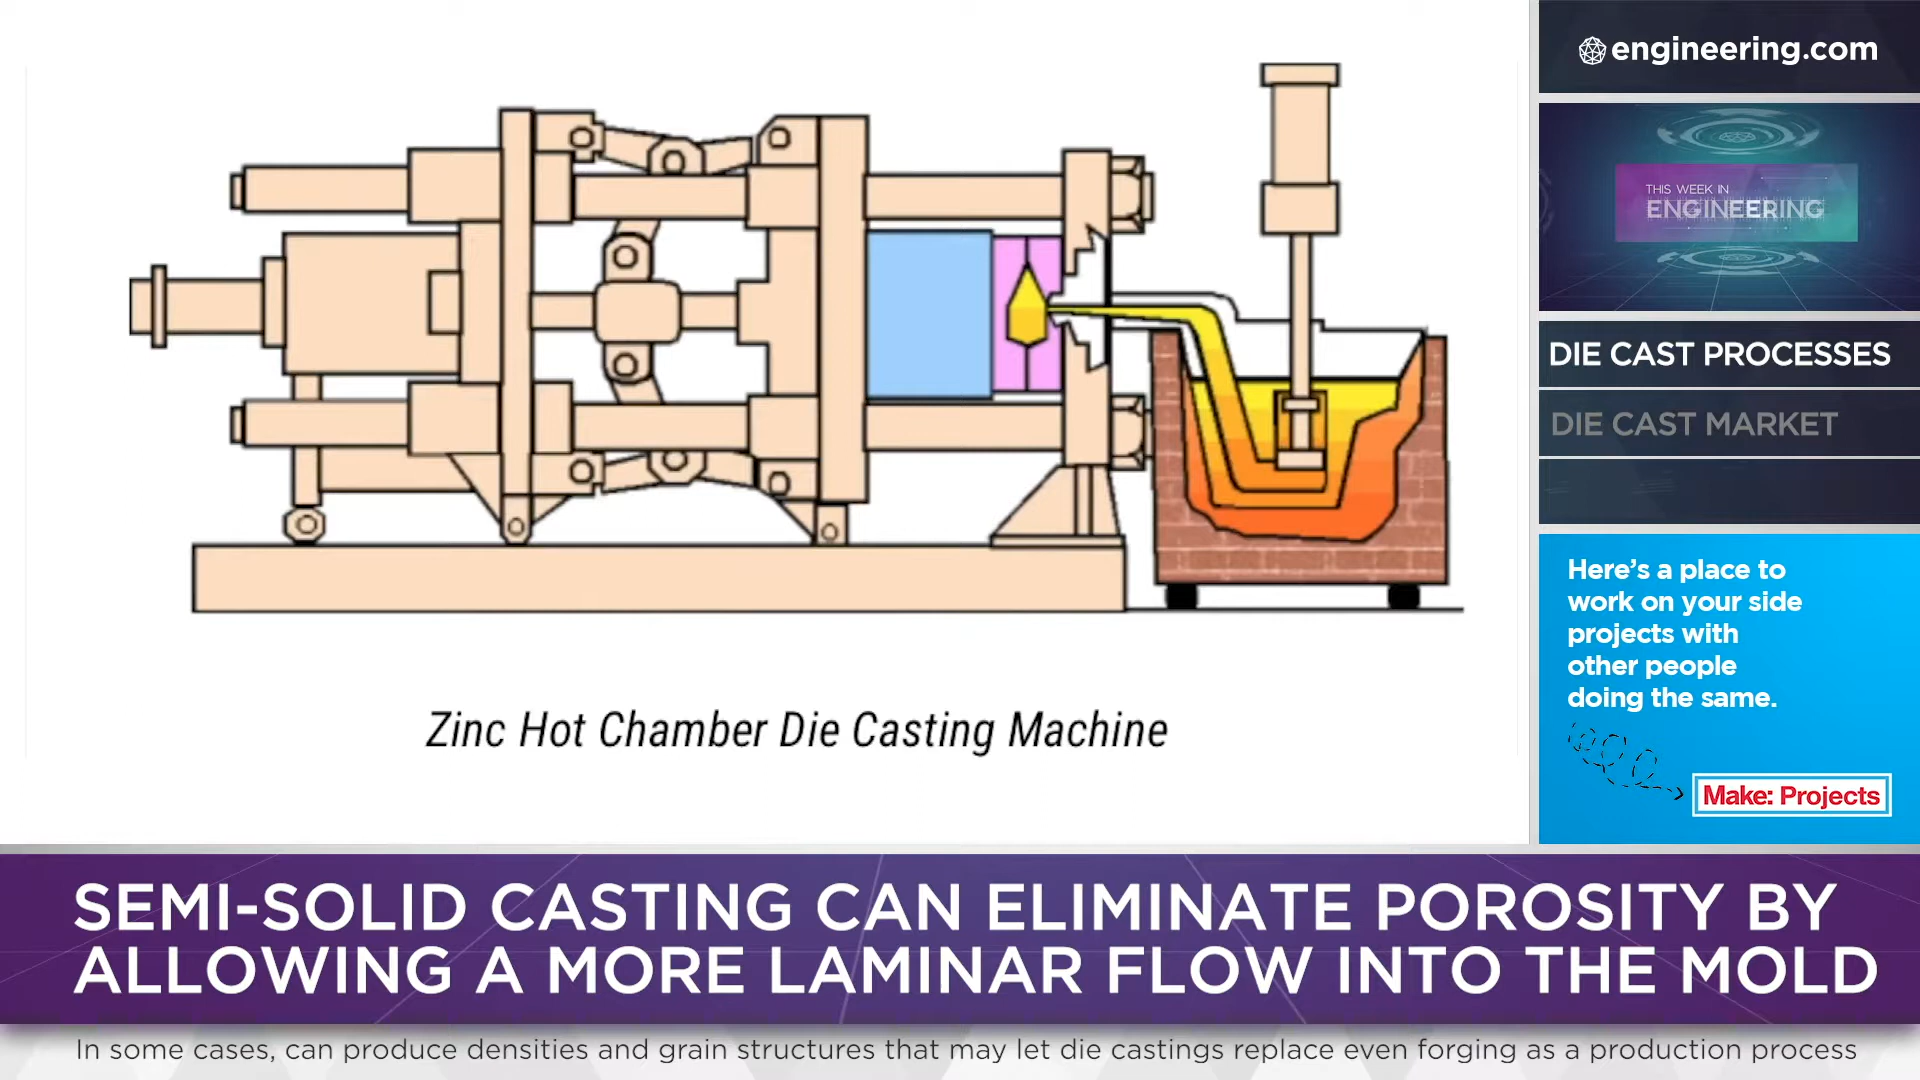 engineering.com
THIS WEEK IN
ENGINEERING
DIE CAST PROCESSES
DIE CAST MARKET
Here's a place to
work on your side
projects with
other people
doing the same.
Make: Projects
Zinc Hot Chamber Die Casting Machine
SEMI-SOLID CASTING CAN ELIMINATE POROSITY BY
ALLOWING A MORE LAMINAR FLOW INTO THE MOLD
In some cases, can produce densities and grain structures that may let die castings replace even forging as a production process